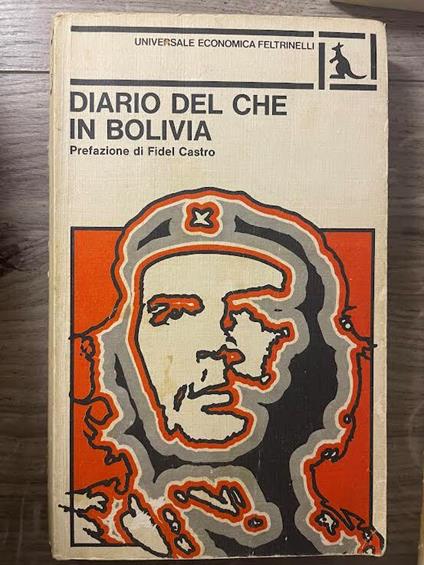 UNIVERSALE ECONOMICA FELTRINELLI
DIARIO DEL CHE
IN BOLIVIA
Prefazione di Fidel Castro